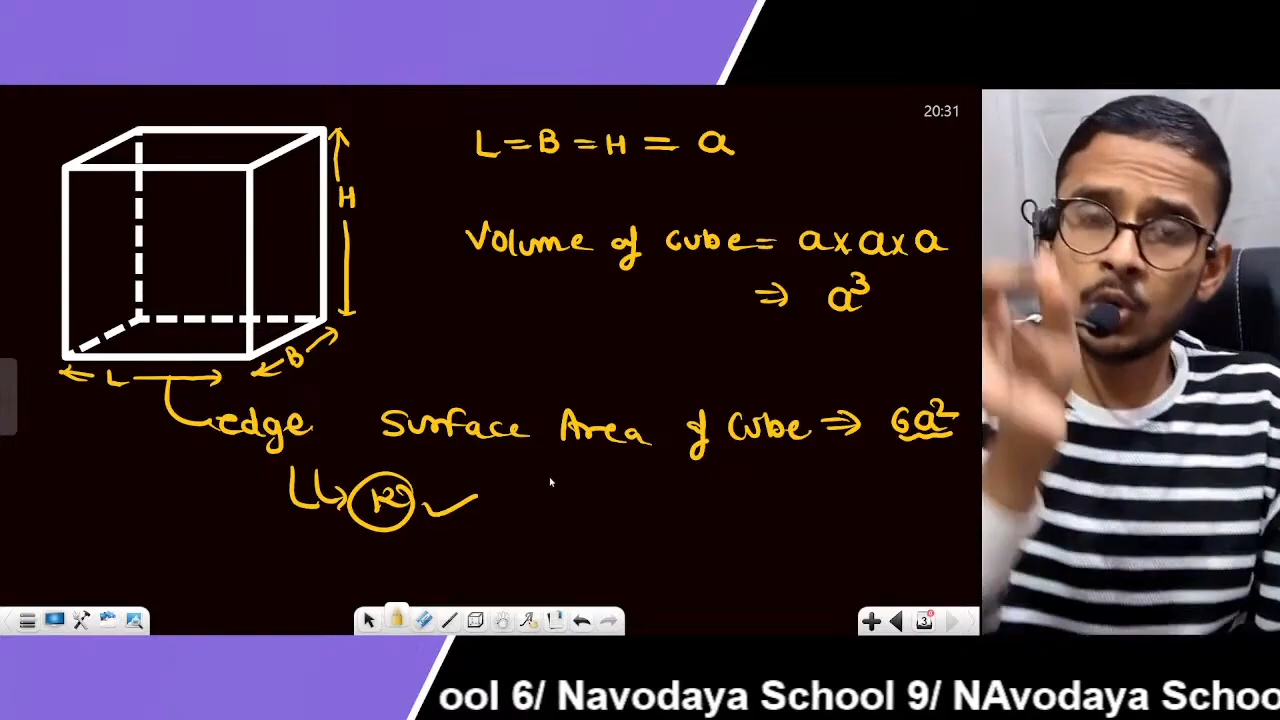 20:31
L = B = H = a
H
Volume of cube = a x a x a
⇒ a³
B
L
edge
Surface Area of Cube ⇒ 6a²
3
ool 6/ Navodaya School 9/ NAvodaya Schoo